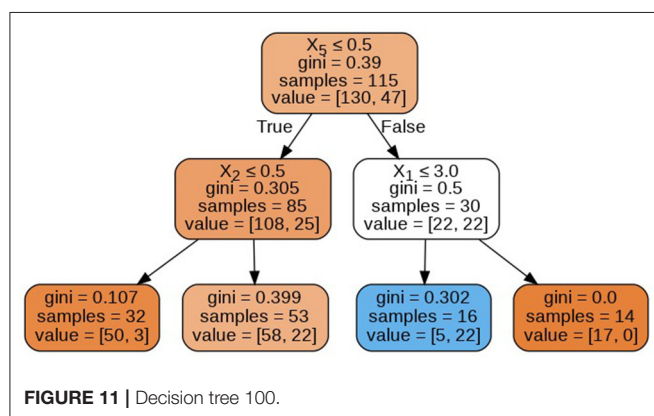 X5 ≤ 0.5
gini = 0.39
samples = 115
value = [130, 47]
True
False
X2 ≤ 0.5
gini = 0.305
samples = 85
value = [108, 25]
X1 ≤ 3.0
gini = 0.5
samples = 30
value = [22, 22]
gini = 0.107
samples = 32
value = [50, 3]
gini = 0.399
samples = 53
value = [58, 22]
gini = 0.302
samples = 16
value = [5, 22]
gini = 0.0
samples = 14
value = [17, 0]
FIGURE 11 | Decision tree 100.